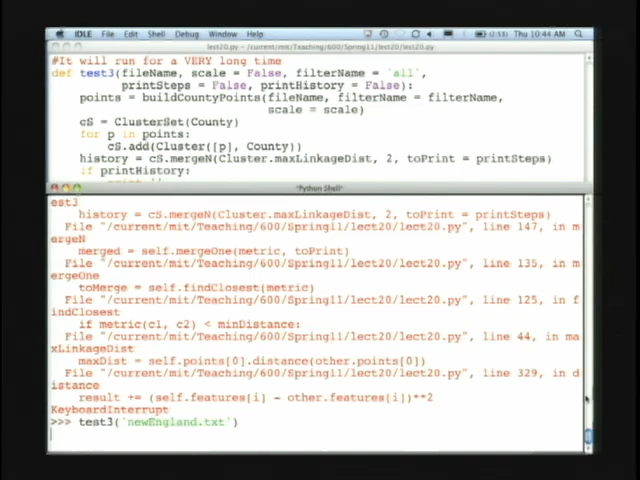 IDLE File Edit Shell Debug Window Help (2:53) Thu 10:44 AM
lect20.py - /current/mit/Teaching/600/Spring11/lect20/lect20.py
#It will run for a VERY long time
def test3(fileName, scale = False, filterName = 'all',
printSteps = False, printHistory = False):
points = buildCountyPoints(fileName, filterName = filterName,
scale = scale)
cS = ClusterSet(County)
for p in points:
cS.add(Cluster([p], County))
history = cS.mergeN(Cluster.maxLinkageDist, 2, toPrint = printSteps)
if printHistory:
*Python Shell*
est3
history = cS.mergeN(Cluster.maxLinkageDist, 2, toPrint = printSteps)
File "/current/mit/Teaching/600/Spring11/lect20/lect20.py", line 147, in m
ergeN
merged = self.mergeOne(metric, toPrint)
File "/current/mit/Teaching/600/Spring11/lect20/lect20.py", line 135, in m
ergeOne
toMerge = self.findClosest(metric)
File "/current/mit/Teaching/600/Spring11/lect20/lect20.py", line 125, in f
indClosest
if metric(c1, c2) < minDistance:
File "/current/mit/Teaching/600/Spring11/lect20/lect20.py", line 44, in ma
xLinkageDist
maxDist = self.points[0].distance(other.points[0])
File "/current/mit/Teaching/600/Spring11/lect20/lect20.py", line 329, in d
istance
result += (self.features[i] - other.features[i])**2
KeyboardInterrupt
>>> test3('newEngland.txt')